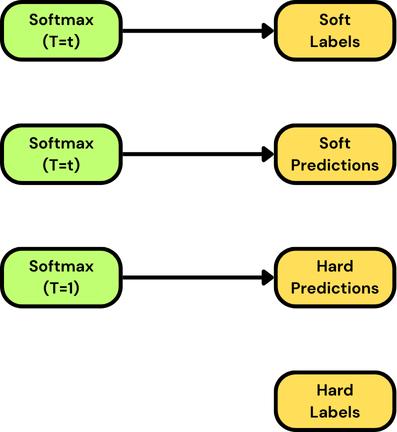 Softmax
(T=t)
Soft
Labels
Softmax
(T=t)
Soft
Predictions
Softmax
(T=1)
Hard
Predictions
Hard
Labels